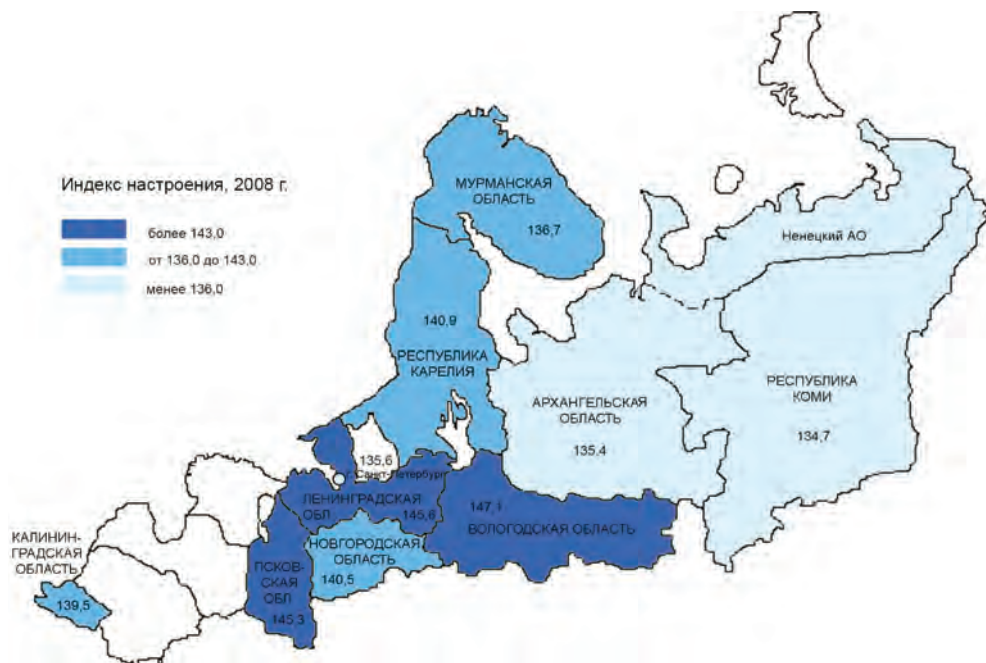 Индекс настроения, 2008 г.
более 143,0
от 136,0 до 143,0
менее 136,0
МУРМАНСКАЯ
ОБЛАСТЬ
136,7
Ненецкий АО
140,9
РЕСПУБЛИКА
КАРЕЛИЯ
АРХАНГЕЛЬСКАЯ
ОБЛАСТЬ
135,4
РЕСПУБЛИКА
КОМИ
134,7
135,6
г. Санкт-Петербург
ЛЕНИНГРАДСКАЯ
ОБЛ
145,6
147,1
ВОЛОГОДСКАЯ ОБЛАСТЬ
НОВГОРОДСКАЯ
ОБЛАСТЬ
140,5
ПСКОВ-
СКАЯ
ОБЛ
145,3
КАЛИНИН-
ГРАДСКАЯ
ОБЛАСТЬ
139,5